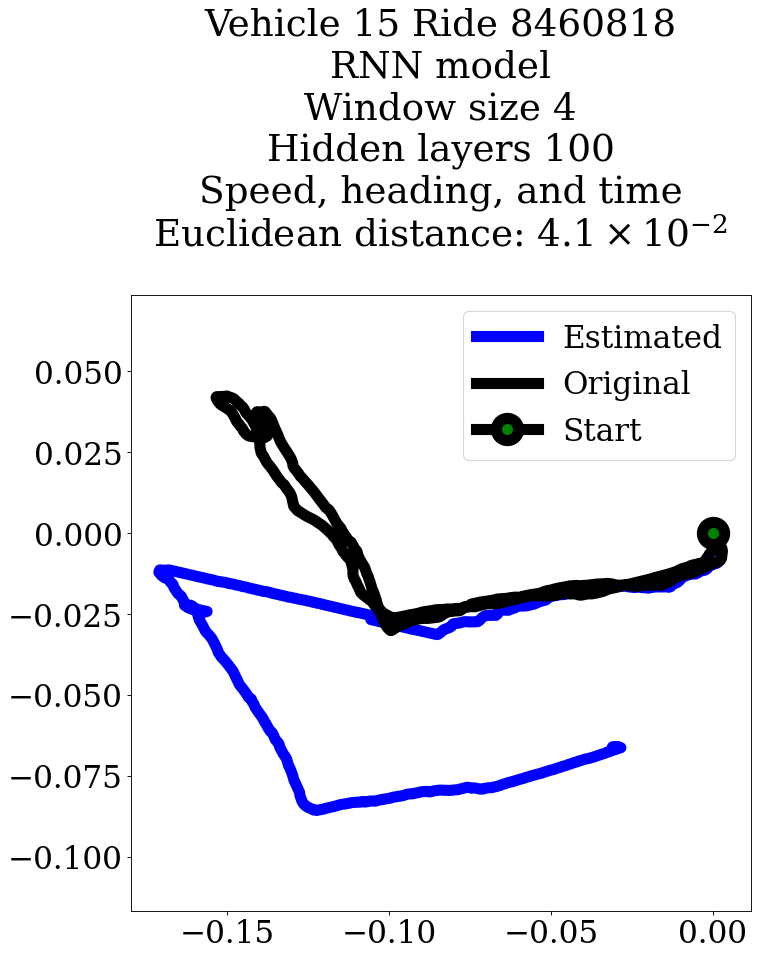 Vehicle 15 Ride 8460818
RNN model
Window size 4
Hidden layers 100
Speed, heading, and time
Euclidean distance: 4.1 × 10⁻²
Estimated
Original
Start
0.050
0.025
0.000
−0.025
−0.050
−0.075
−0.100
−0.15 −0.10 −0.05 0.00